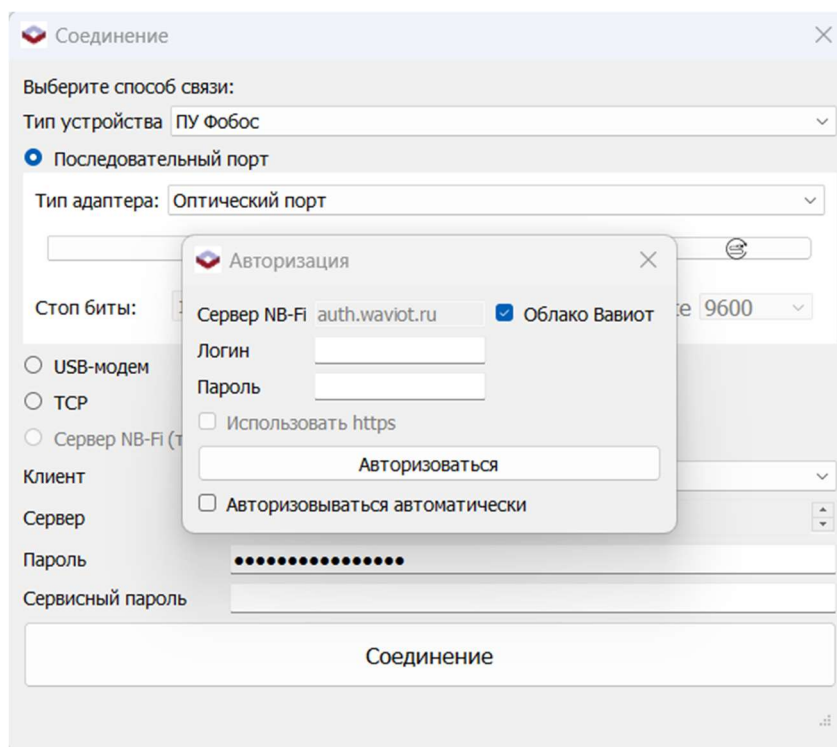 Соединение
Выберите способ связи:
Тип устройства ПУ Фобос
Последовательный порт
Тип адаптера: Оптический порт
Авторизация
Стоп биты: 9600
Сервер NB-Fi auth.waviot.ru Облако Вавиот
Логин
Пароль
Использовать https
Авторизоваться
Авторизовываться автоматически
USB-модем
TCP
Сервер NB-Fi
Клиент
Сервер
Пароль ••••••••••••••••
Сервисный пароль
Соединение